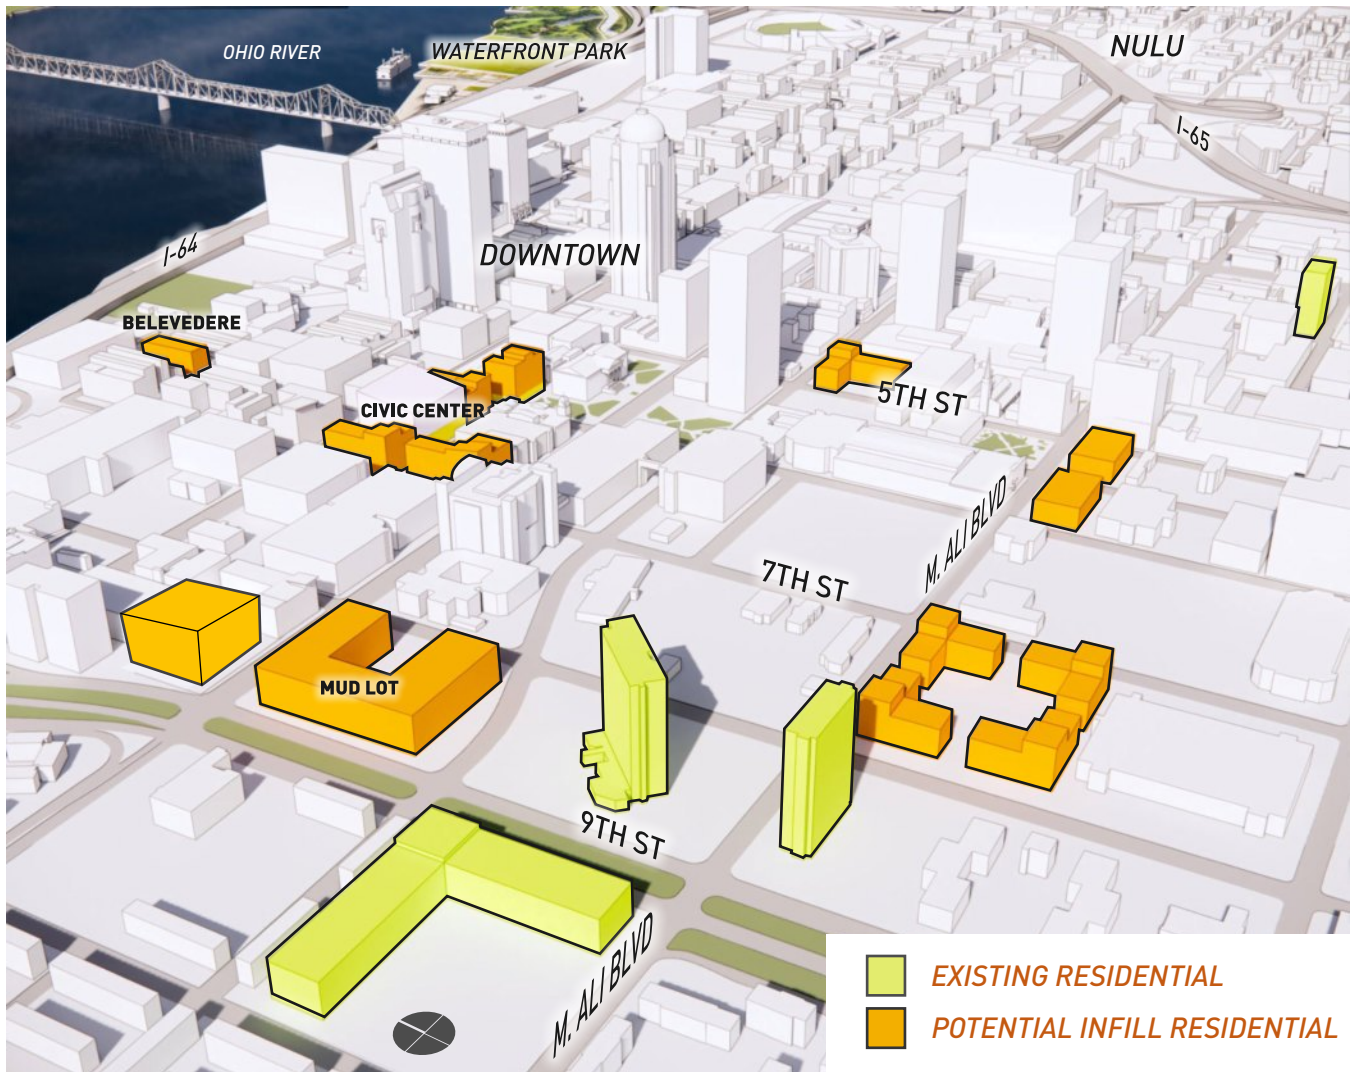 OHIO RIVER
WATERFRONT PARK
NULU
I-65
I-64
DOWNTOWN
BELEVEDERE
CIVIC CENTER
5TH ST
M. ALI BLVD
7TH ST
MUD LOT
9TH ST
M. ALI BLVD
EXISTING RESIDENTIAL
POTENTIAL INFILL RESIDENTIAL